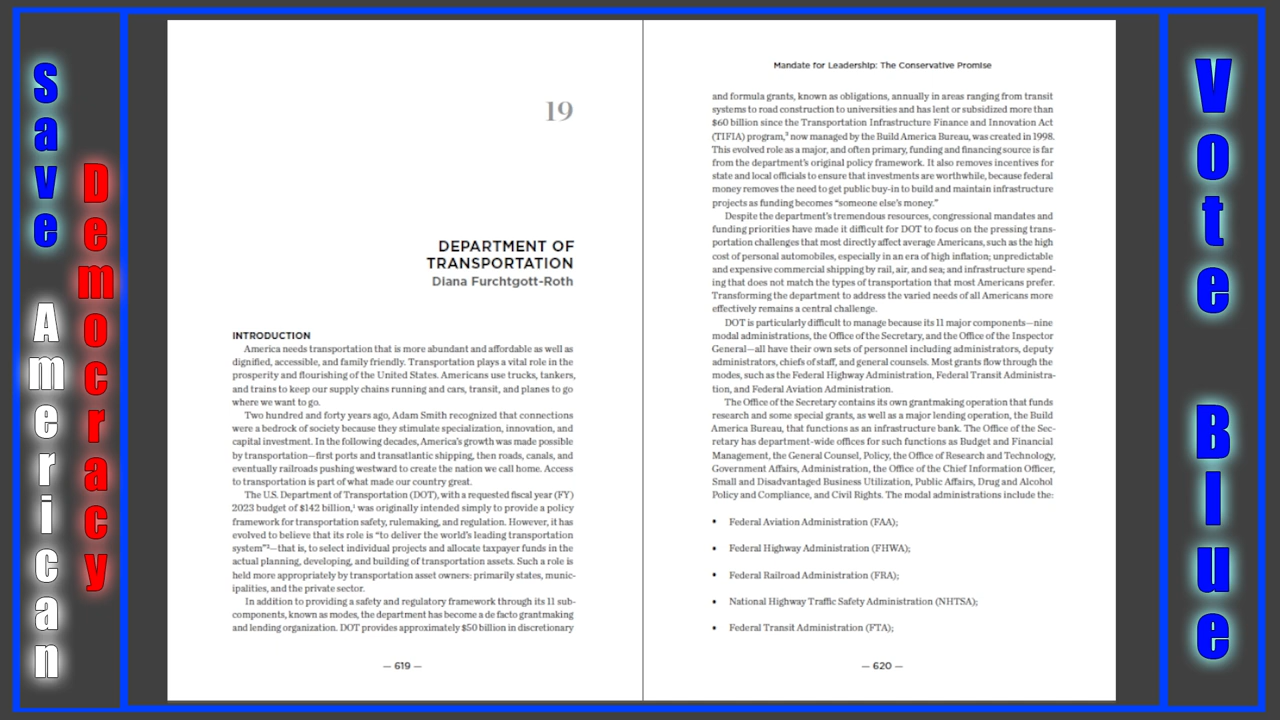 Save
American
Democracy
19
DEPARTMENT OF
TRANSPORTATION
Diana Furchtgott-Roth
INTRODUCTION
America needs transportation that is more abundant and affordable as well as
dignified, accessible, and family friendly. Transportation plays a vital role in the
prosperity and flourishing of the United States. Americans use trucks, tankers,
and trains to keep our supply chains running and cars, transit, and planes to go
where we want to go.
Two hundred and forty years ago, Adam Smith recognized that connections
were a bedrock of society because they stimulate specialization, innovation, and
capital investment. In the following decades, America's growth was made possible
by transportation—first ports and transatlantic shipping, then roads, canals, and
eventually railroads pushing westward to create the nation we call home. Access
to transportation is part of what made our country great.
The U.S. Department of Transportation (DOT), with a requested fiscal year (FY)
2023 budget of $142 billion,¹ was originally intended simply to provide a policy
framework for transportation safety, rulemaking, and regulation. However, it has
evolved to believe that its role is “to deliver the world's leading transportation
system”²—that is, to select individual projects and allocate taxpayer funds in the
actual planning, developing, and building of transportation assets. Such a role is
held more appropriately by transportation asset owners: primarily states, munic-
ipalities, and the private sector.
In addition to providing a safety and regulatory framework through its 11 sub-
components, known as modes, the department has become a de facto grantmaking
and lending organization. DOT provides approximately $50 billion in discretionary
— 619 —
Mandate for Leadership: The Conservative Promise
and formula grants, known as obligations, annually in areas ranging from transit
systems to road construction to universities and has lent or subsidized more than
$60 billion since the Transportation Infrastructure Finance and Innovation Act
(TIFIA) program,³ now managed by the Build America Bureau, was created in 1998.
This evolved role as a major, and often primary, funding and financing source is far
from the department's original policy framework. It also removes incentives for
state and local officials to ensure that investments are worthwhile, because federal
money removes the need to get public buy-in to build and maintain infrastructure
projects as funding becomes “someone else's money.”
Despite the department's tremendous resources, congressional mandates and
funding priorities have made it difficult for DOT to focus on the pressing trans-
portation challenges that most directly affect average Americans, such as the high
cost of personal automobiles, especially in an era of high inflation; unpredictable
and expensive commercial shipping by rail, air, and sea; and infrastructure spend-
ing that does not match the types of transportation that most Americans prefer.
Transforming the department to address the varied needs of all Americans more
effectively remains a central challenge.
DOT is particularly difficult to manage because its 11 major components—nine
modal administrations, the Office of the Secretary, and the Office of the Inspector
General—all have their own sets of personnel including administrators, deputy
administrators, chiefs of staff, and general counsels. Most grants flow through the
modes, such as the Federal Highway Administration, Federal Transit Administra-
tion, and Federal Aviation Administration.
The Office of the Secretary contains its own grantmaking operation that funds
research and some special grants, as well as a major lending operation, the Build
America Bureau, that functions as an infrastructure bank. The Office of the Sec-
retary has department-wide offices for such functions as Budget and Financial
Management, the General Counsel, Policy, the Office of Research and Technology,
Government Affairs, Administration, the Office of the Chief Information Officer,
Small and Disadvantaged Business Utilization, Public Affairs, Drug and Alcohol
Policy and Compliance, and Civil Rights. The modal administrations include the:
• Federal Aviation Administration (FAA);
• Federal Highway Administration (FHWA);
• Federal Railroad Administration (FRA);
• National Highway Traffic Safety Administration (NHTSA);
• Federal Transit Administration (FTA);
— 620 —
Vote
Blue